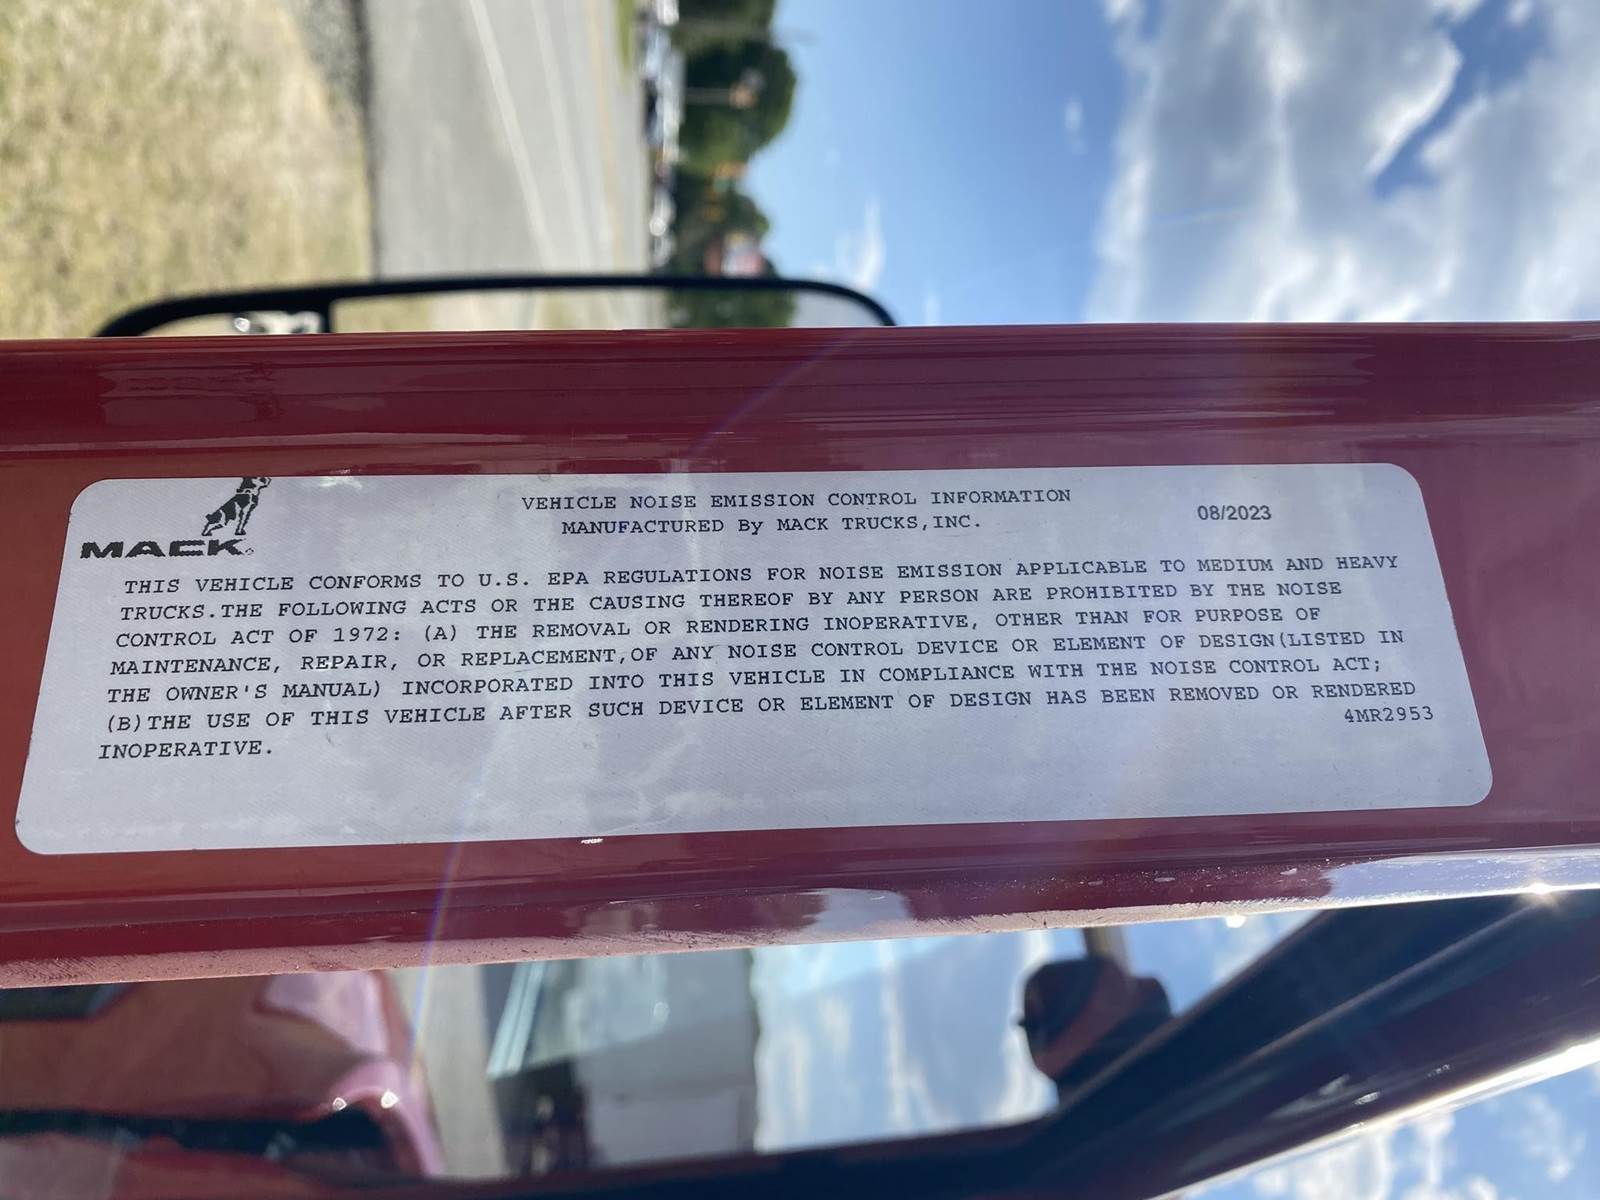 VEHICLE NOISE EMISSION CONTROL INFORMATION
MANUFACTURED By MACK TRUCKS,INC.
08/2023
MACK
THIS VEHICLE CONFORMS TO U.S. EPA REGULATIONS FOR NOISE EMISSION APPLICABLE TO MEDIUM AND HEAVY
TRUCKS.THE FOLLOWING ACTS OR THE CAUSING THEREOF BY ANY PERSON ARE PROHIBITED BY THE NOISE
CONTROL ACT OF 1972: (A) THE REMOVAL OR RENDERING INOPERATIVE, OTHER THAN FOR PURPOSE OF
MAINTENANCE, REPAIR, OR REPLACEMENT,OF ANY NOISE CONTROL DEVICE OR ELEMENT OF DESIGN(LISTED IN
THE OWNER'S MANUAL) INCORPORATED INTO THIS VEHICLE IN COMPLIANCE WITH THE NOISE CONTROL ACT;
(B)THE USE OF THIS VEHICLE AFTER SUCH DEVICE OR ELEMENT OF DESIGN HAS BEEN REMOVED OR RENDERED
INOPERATIVE.
4MR2953